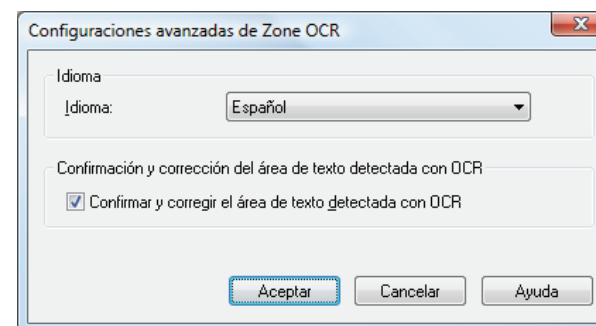 Configuraciones avanzadas de Zone OCR
Idioma
Idioma: Español
Confirmación y corrección del área de texto detectada con OCR
Confirmar y corregir el área de texto detectada con OCR
Aceptar Cancelar Ayuda